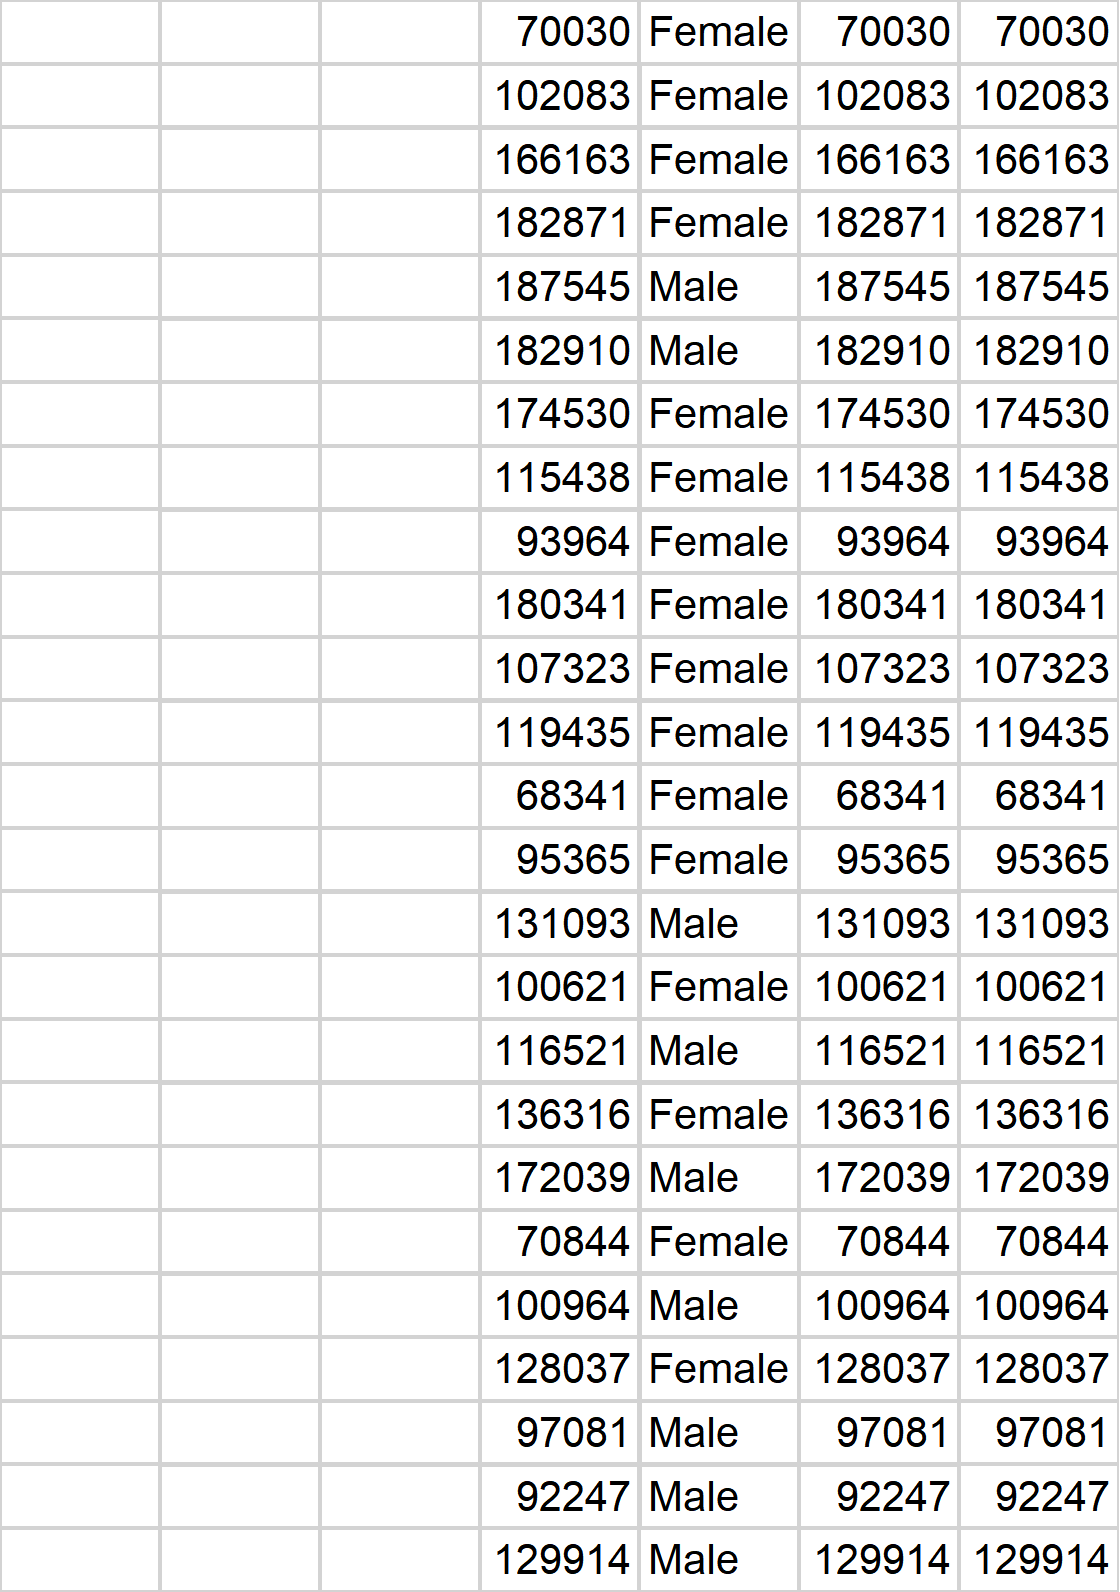 70030 Female 70030 70030
102083 Female 102083 102083
166163 Female 166163 166163
182871 Female 182871 182871
187545 Male 187545 187545
182910 Male 182910 182910
174530 Female 174530 174530
115438 Female 115438 115438
93964 Female 93964 93964
180341 Female 180341 180341
107323 Female 107323 107323
119435 Female 119435 119435
68341 Female 68341 68341
95365 Female 95365 95365
131093 Male 131093 131093
100621 Female 100621 100621
116521 Male 116521 116521
136316 Female 136316 136316
172039 Male 172039 172039
70844 Female 70844 70844
100964 Male 100964 100964
128037 Female 128037 128037
97081 Male 97081 97081
92247 Male 92247 92247
129914 Male 129914 129914